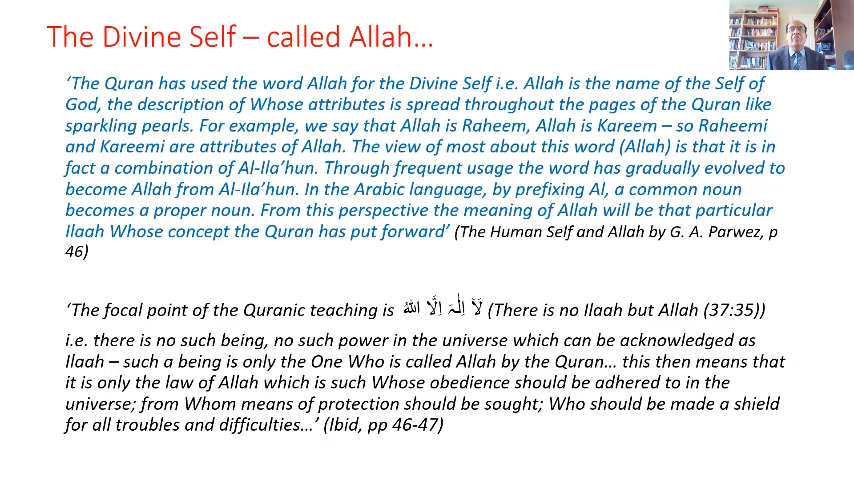 The Divine Self – called Allah…
‘The Quran has used the word Allah for the Divine Self i.e. Allah is the name of the Self of
God, the description of Whose attributes is spread throughout the pages of the Quran like
sparkling pearls. For example, we say that Allah is Raheem, Allah is Kareem – so Raheemi
and Kareemi are attributes of Allah. The view of most about this word (Allah) is that it is in
fact a combination of Al-Ila’hun. Through frequent usage the word has gradually evolved to
become Allah from Al-Ila’hun. In the Arabic language, by prefixing Al, a common noun
becomes a proper noun. From this perspective the meaning of Allah will be that particular
Ilaah Whose concept the Quran has put forward’ (The Human Self and Allah by G. A. Parwez, p
46)
‘The focal point of the Quranic teaching is لَآ اِلٰہَ اِلَّا اللہُ (There is no Ilaah but Allah (37:35))
i.e. there is no such being, no such power in the universe which can be acknowledged as
Ilaah – such a being is only the One Who is called Allah by the Quran… this then means that
it is only the law of Allah which is such Whose obedience should be adhered to in the
universe; from Whom means of protection should be sought; Who should be made a shield
for all troubles and difficulties…’ (Ibid, pp 46-47)